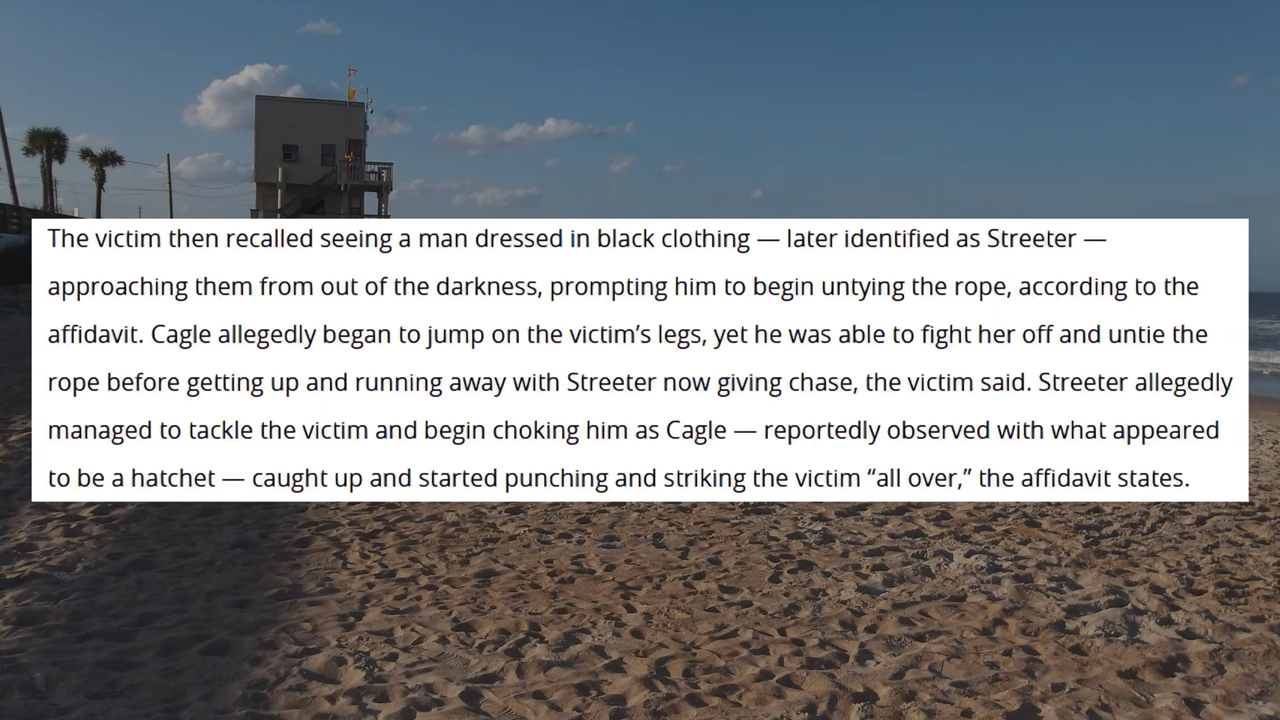 The victim then recalled seeing a man dressed in black clothing — later identified as Streeter —
approaching them from out of the darkness, prompting him to begin untying the rope, according to the
affidavit. Cagle allegedly began to jump on the victim’s legs, yet he was able to fight her off and untie the
rope before getting up and running away with Streeter now giving chase, the victim said. Streeter allegedly
managed to tackle the victim and begin choking him as Cagle — reportedly observed with what appeared
to be a hatchet — caught up and started punching and striking the victim “all over,” the affidavit states.